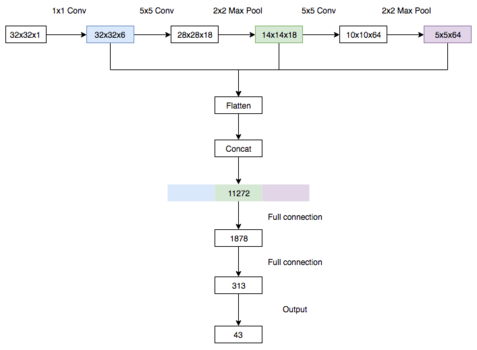 1x1 Conv 5x5 Conv 2x2 Max Pool 5x5 Conv 2x2 Max Pool
32x32x1 32x32x6 28x28x18 14x14x18 10x10x64 5x5x64
Flatten
Concat
11272
Full connection
1878
Full connection
313
Output
43